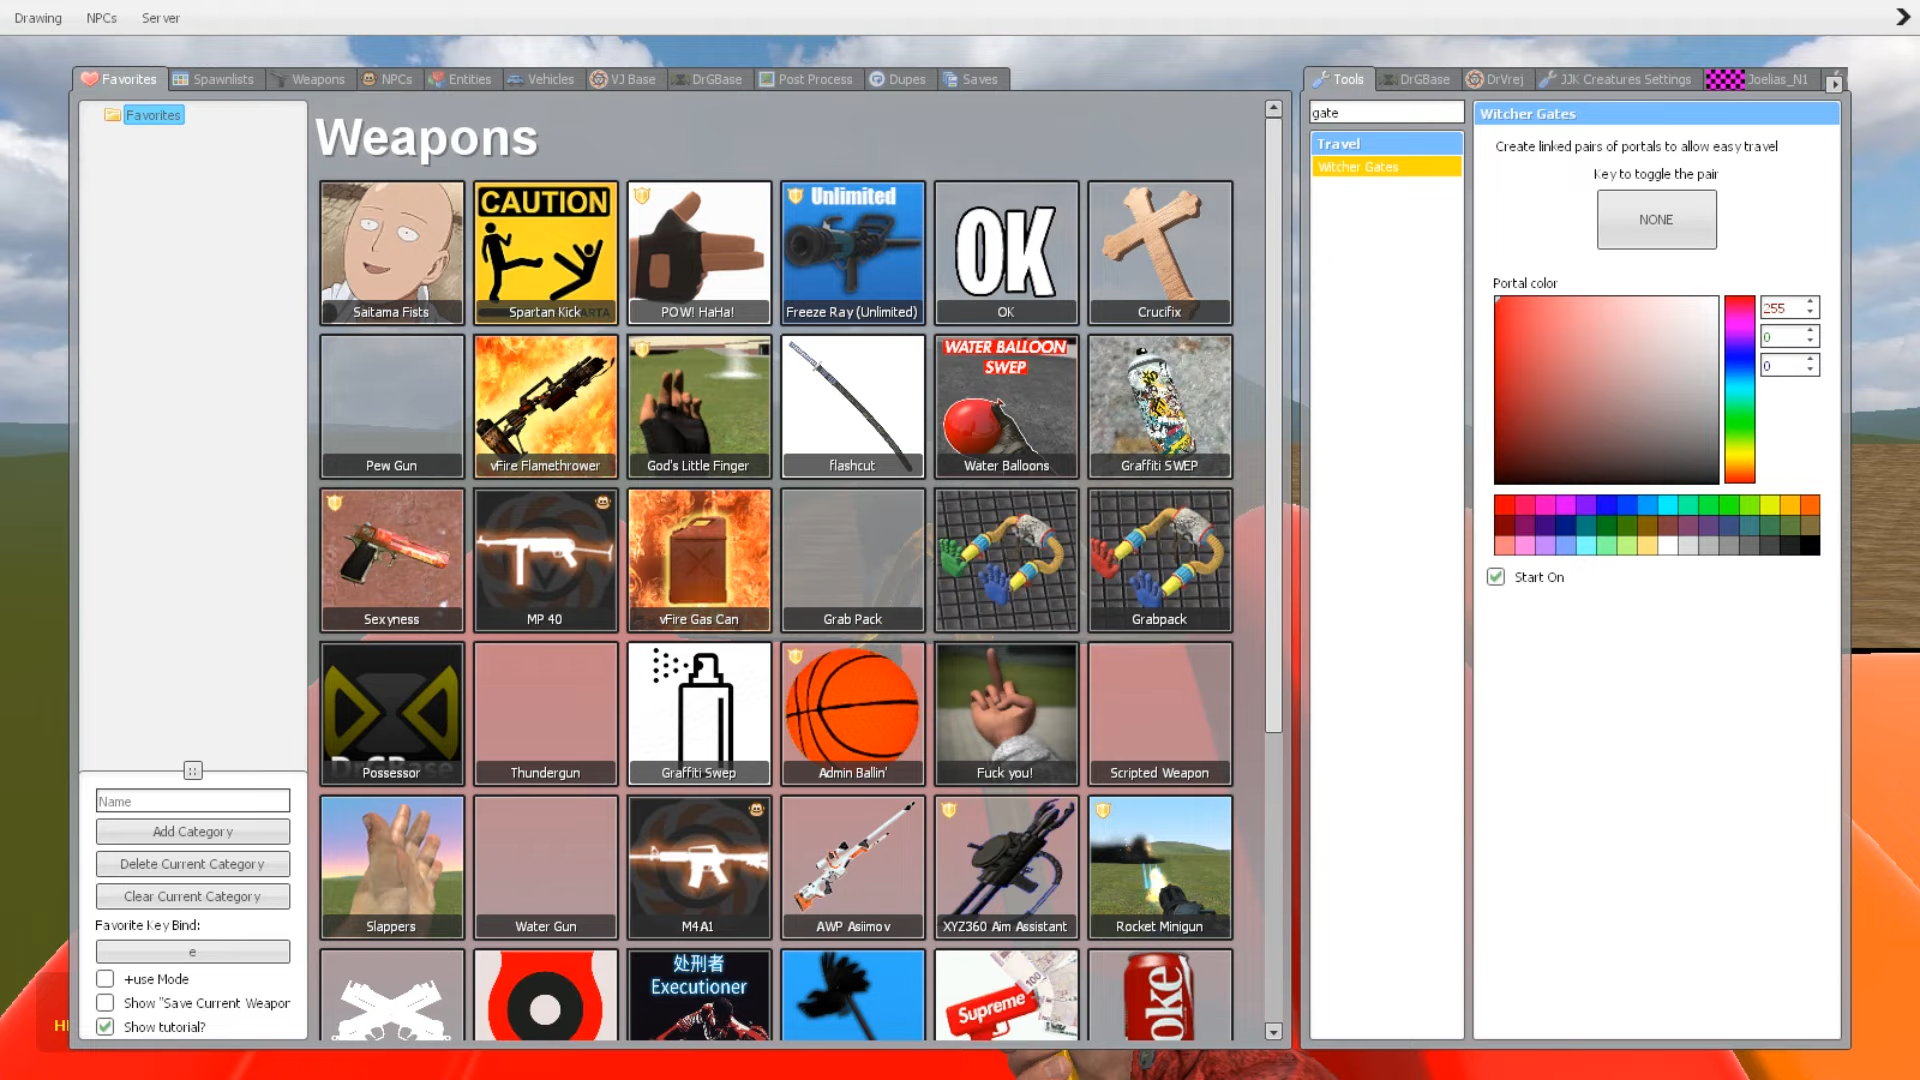 Drawing NPCs Server
Favorites Spawnlists Weapons NPCs Entities Vehicles VJ Base DrGBase Post Process Dupes Saves
Favorites
Weapons
Saitama Fists
CAUTION
Spartan Kick
POW! HaHa!
Unlimited
Freeze Ray (Unlimited)
OK
OK
Crucifix
Pew Gun
vFire Flamethrower
God's Little Finger
flashcut
WATER BALLOON
SWEP
Water Balloons
Graffiti SWEP
Sexyness
MP 40
vFire Gas Can
Grab Pack
Grabpack
Possessor
Thundergun
Graffiti Swep
Admin Ballin'
Fuck you!
Scripted Weapon
Slappers
Water Gun
M4A1
AWP Asiimov
XYZ360 Aim Assistant
Rocket Minigun
处刑者
Executioner
Supreme
Name
Add Category
Delete Current Category
Clear Current Category
Favorite Key Bind:
e
+use Mode
Show "Save Current Weapor
Show tutorial?
Tools DrGBase DrVrej JJK Creatures Settings Joelias_N1
gate
Travel
Witcher Gates
Witcher Gates
Create linked pairs of portals to allow easy travel
Key to toggle the pair
NONE
Portal color
255
0
0
Start On